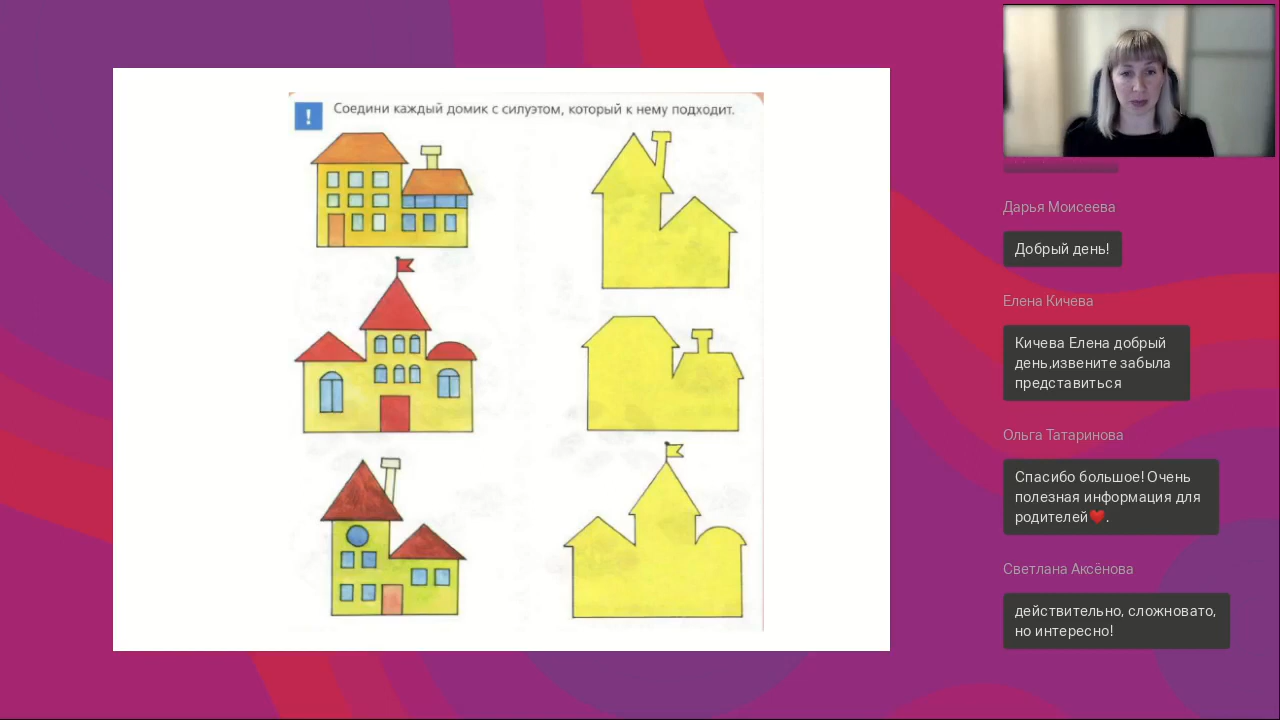 ! Соедини каждый домик с силуэтом, который к нему подходит.
Дарья Моисеева
Добрый день!
Елена Кичева
Кичева Елена добрый
день,извените забыла
представиться
Ольга Татаринова
Спасибо большое! Очень
полезная информация для
родителей❤️.
Светлана Аксёнова
действительно, сложновато,
но интересно!